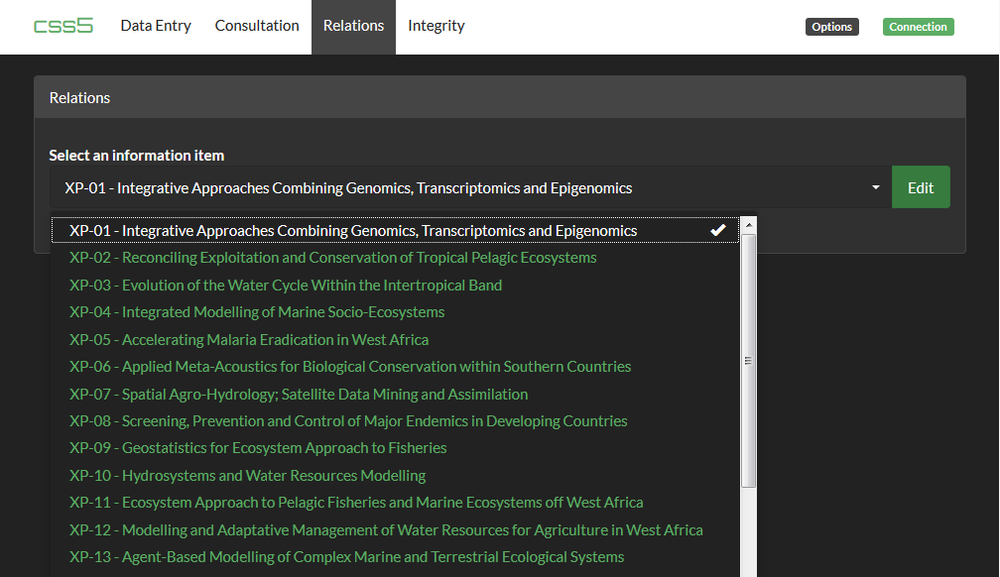 css5 Data Entry Consultation Relations Integrity Options Connection
Relations
Select an information item
XP-01 - Integrative Approaches Combining Genomics, Transcriptomics and Epigenomics Edit
XP-01 - Integrative Approaches Combining Genomics, Transcriptomics and Epigenomics
XP-02 - Reconciling Exploitation and Conservation of Tropical Pelagic Ecosystems
XP-03 - Evolution of the Water Cycle Within the Intertropical Band
XP-04 - Integrated Modelling of Marine Socio-Ecosystems
XP-05 - Accelerating Malaria Eradication in West Africa
XP-06 - Applied Meta-Acoustics for Biological Conservation within Southern Countries
XP-07 - Spatial Agro-Hydrology; Satellite Data Mining and Assimilation
XP-08 - Screening, Prevention and Control of Major Endemics in Developing Countries
XP-09 - Geostatistics for Ecosystem Approach to Fisheries
XP-10 - Hydrosystems and Water Resources Modelling
XP-11 - Ecosystem Approach to Pelagic Fisheries and Marine Ecosystems off West Africa
XP-12 - Modelling and Adaptative Management of Water Resources for Agriculture in West Africa
XP-13 - Agent-Based Modelling of Complex Marine and Terrestrial Ecological Systems